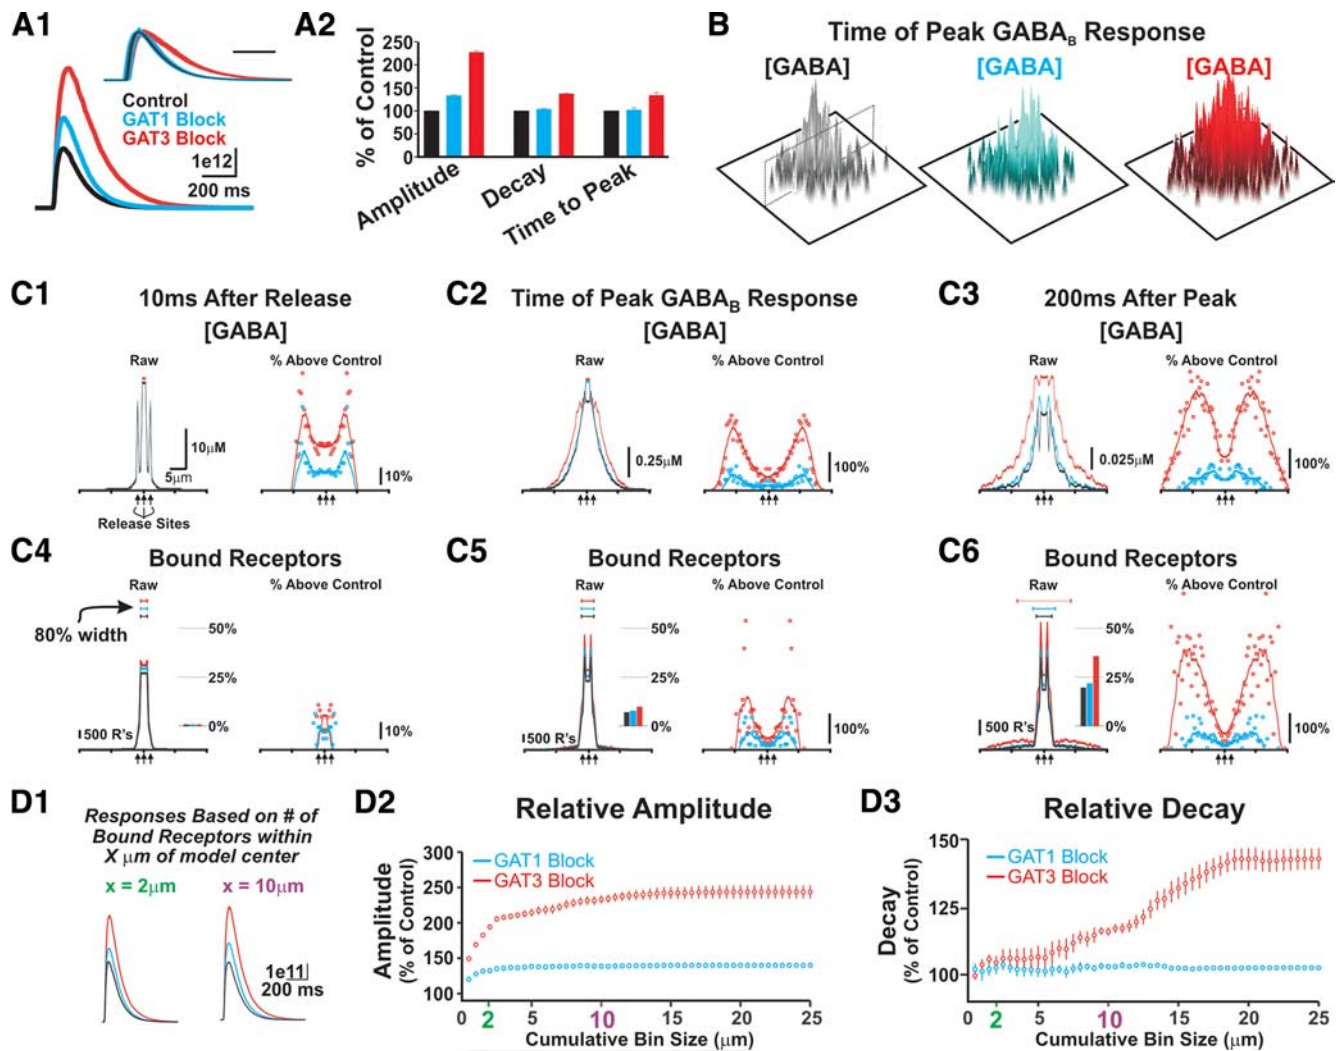 A1
Control
GAT1 Block
GAT3 Block
1e12
200 ms
A2
% of Control
250
200
150
100
50
0
Amplitude
Decay
Time to Peak
B
Time of Peak GABA_B Response
[GABA]
[GABA]
[GABA]
C1
10ms After Release
[GABA]
Raw
% Above Control
10μM
5μm
10%
Release Sites
C2
Time of Peak GABA_B Response
[GABA]
Raw
% Above Control
0.25μM
100%
C3
200ms After Peak
[GABA]
Raw
% Above Control
0.025μM
100%
C4
Bound Receptors
Raw
% Above Control
80% width
50%
25%
0%
500 R's
10%
C5
Bound Receptors
Raw
% Above Control
50%
25%
0%
500 R's
100%
C6
Bound Receptors
Raw
% Above Control
50%
25%
0%
500 R's
100%
D1
Responses Based on # of
Bound Receptors within
X μm of model center
x = 2μm
x = 10μm
1e11
200 ms
D2
Relative Amplitude
GAT1 Block
GAT3 Block
Amplitude
(% of Control)
300
250
200
150
100
0
2
5
10
15
20
25
Cumulative Bin Size (μm)
D3
Relative Decay
GAT1 Block
GAT3 Block
Decay
(% of Control)
150
125
100
0
2
5
10
15
20
25
Cumulative Bin Size (μm)